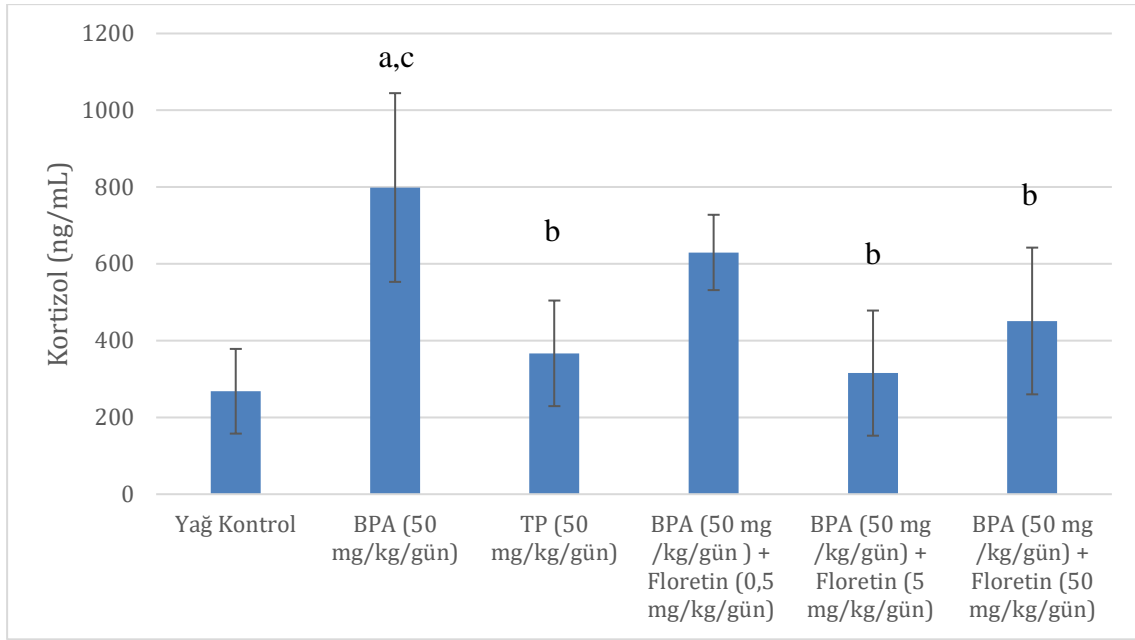 1200
1000
800
600
400
200
0
Kortizol (ng/mL)
a,c
b
b
b
Yağ Kontrol
BPA (50
mg/kg/gün)
TP (50
mg/kg/gün)
BPA (50 mg
/kg/gün ) +
Floretin (0,5
mg/kg/gün)
BPA (50 mg
/kg/gün) +
Floretin (5
mg/kg/gün)
BPA (50 mg
/kg/gün) +
Floretin (50
mg/kg/gün)